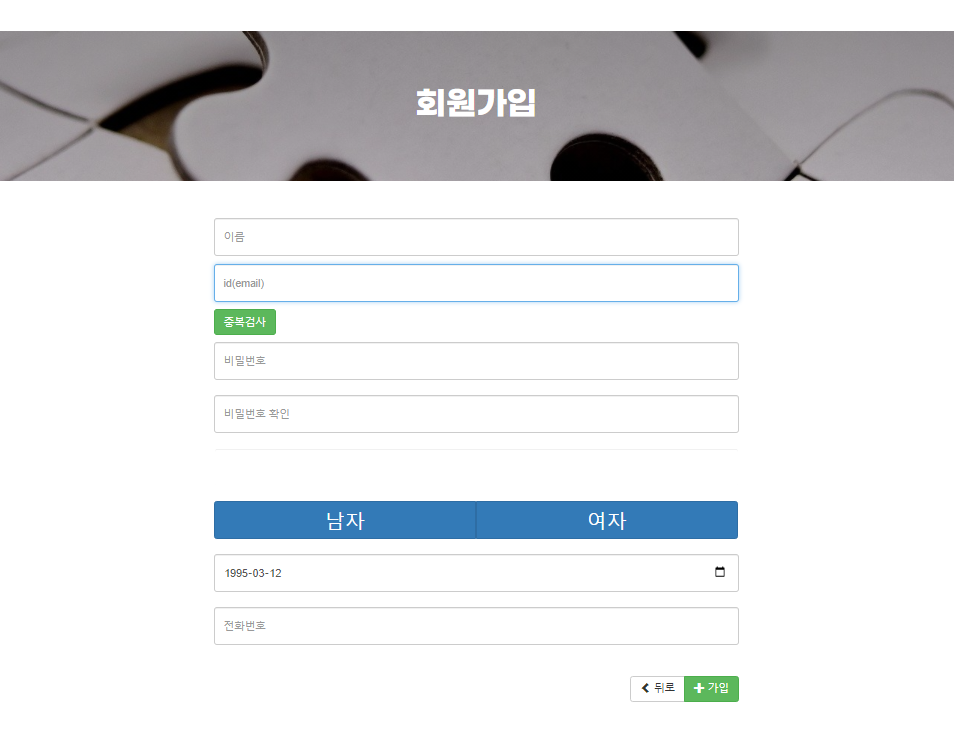 회원가입
이름
id(email)
중복검사
비밀번호
비밀번호 확인
남자 여자
1995-03-12
전화번호
뒤로 가입